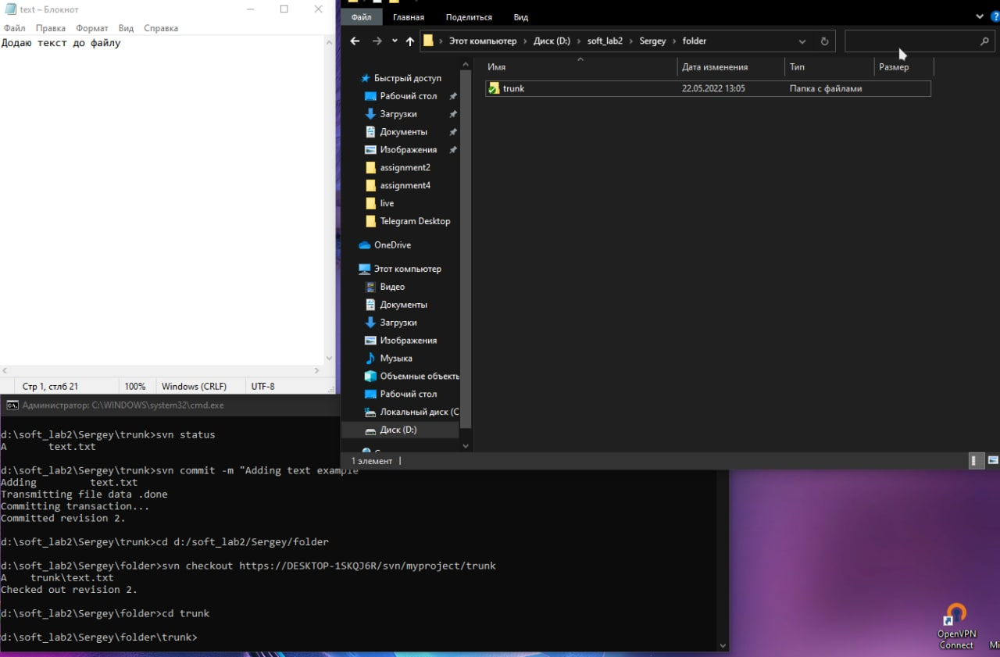 text – Блокнот
Файл Правка Формат Вид Справка
Додаю текст до файлу
Стр 1, стлб 21 100% Windows (CRLF) UTF-8
Файл Главная Поделиться Вид
Этот компьютер › Диск (D:) › soft_lab2 › Sergey › folder
Имя Дата изменения Тип Размер
trunk 22.05.2022 13:05 Папка с файлами
Быстрый доступ
Рабочий стол
Загрузки
Документы
Изображения
assignment2
assignment4
live
Telegram Desktop
OneDrive
Этот компьютер
Видео
Документы
Загрузки
Изображения
Музыка
Объемные объекть
Рабочий стол
Локальный диск (C
Диск (D:)
1 элемент
Администратор: C:\WINDOWS\system32\cmd.exe
d:\soft_lab2\Sergey\trunk>svn status
A       text.txt
d:\soft_lab2\Sergey\trunk>svn commit -m "Adding text example
Adding         text.txt
Transmitting file data .done
Committing transaction...
Committed revision 2.
d:\soft_lab2\Sergey\trunk>cd d:/soft_lab2/Sergey/folder
d:\soft_lab2\Sergey\folder>svn checkout https://DESKTOP-1SKQJ6R/svn/myproject/trunk
A    trunk\text.txt
Checked out revision 2.
d:\soft_lab2\Sergey\folder>cd trunk
d:\soft_lab2\Sergey\folder\trunk>
OpenVPN
Connect
Mi